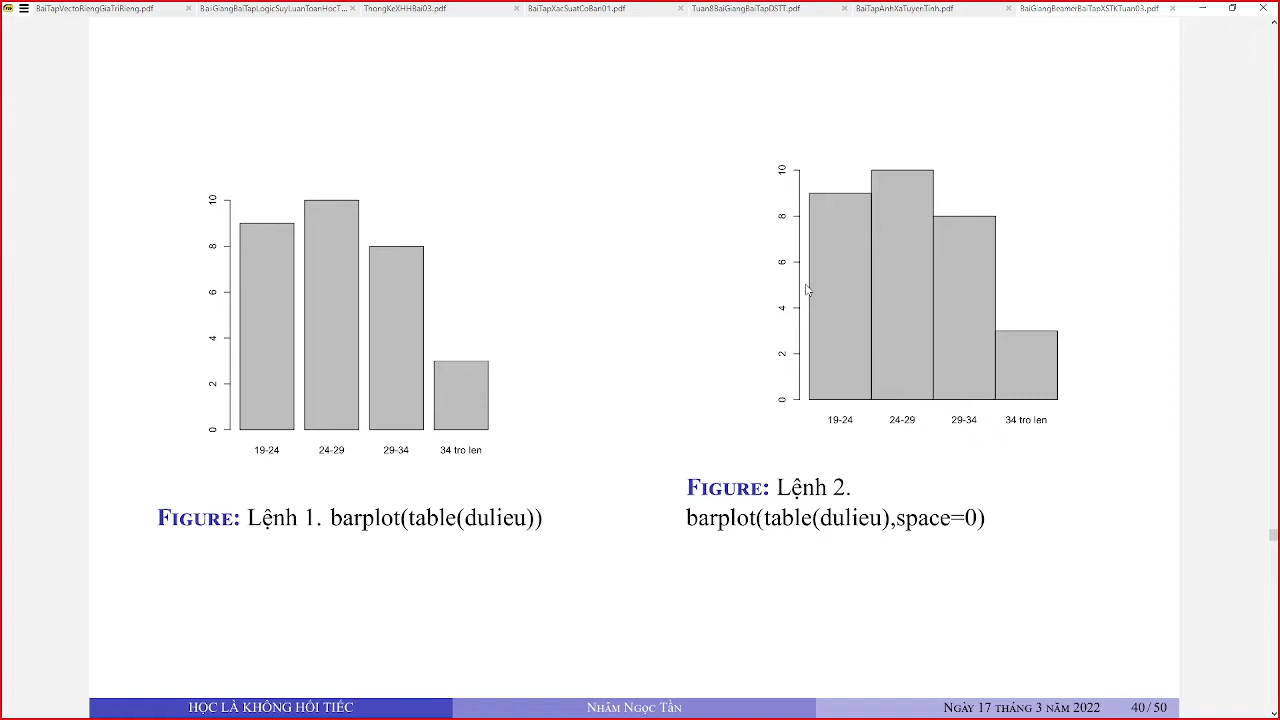 BaiTapVectoRiengGiaTriRieng.pdf
BaiGiangBaiTapLogicSuyLuanToanHocT...
ThongKeXHHBai03.pdf
BaiTapXacSuatCoBan01.pdf
Tuan8BaiGiangBaiTapDSTT.pdf
BaiTapAnhXaTuyenTinh.pdf
BaiGiangBeamerBaiTapXSTKTuan03.pdf
10
8
6
4
2
0
19-24 24-29 29-34 34 tro len
FIGURE: Lệnh 1. barplot(table(dulieu))
10
8
6
4
2
0
19-24 24-29 29-34 34 tro len
FIGURE: Lệnh 2.
barplot(table(dulieu),space=0)
HỌC LÀ KHÔNG HỐI TIẾC
NHÂM NGỌC TẦN
NGÀY 17 THÁNG 3 NĂM 2022
40 / 50